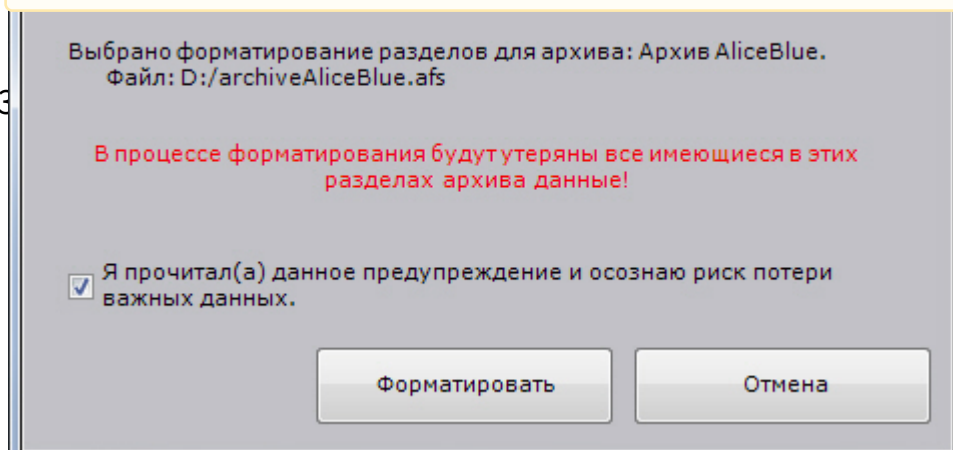 Выбрано форматирование разделов для архива: Архив AliceBlue.
Файл: D:/archiveAliceBlue.afs
В процессе форматирования будут утеряны все имеющиеся в этих
разделах архива данные!
Я прочитал(а) данное предупреждение и осознаю риск потери
важных данных.
Форматировать
Отмена